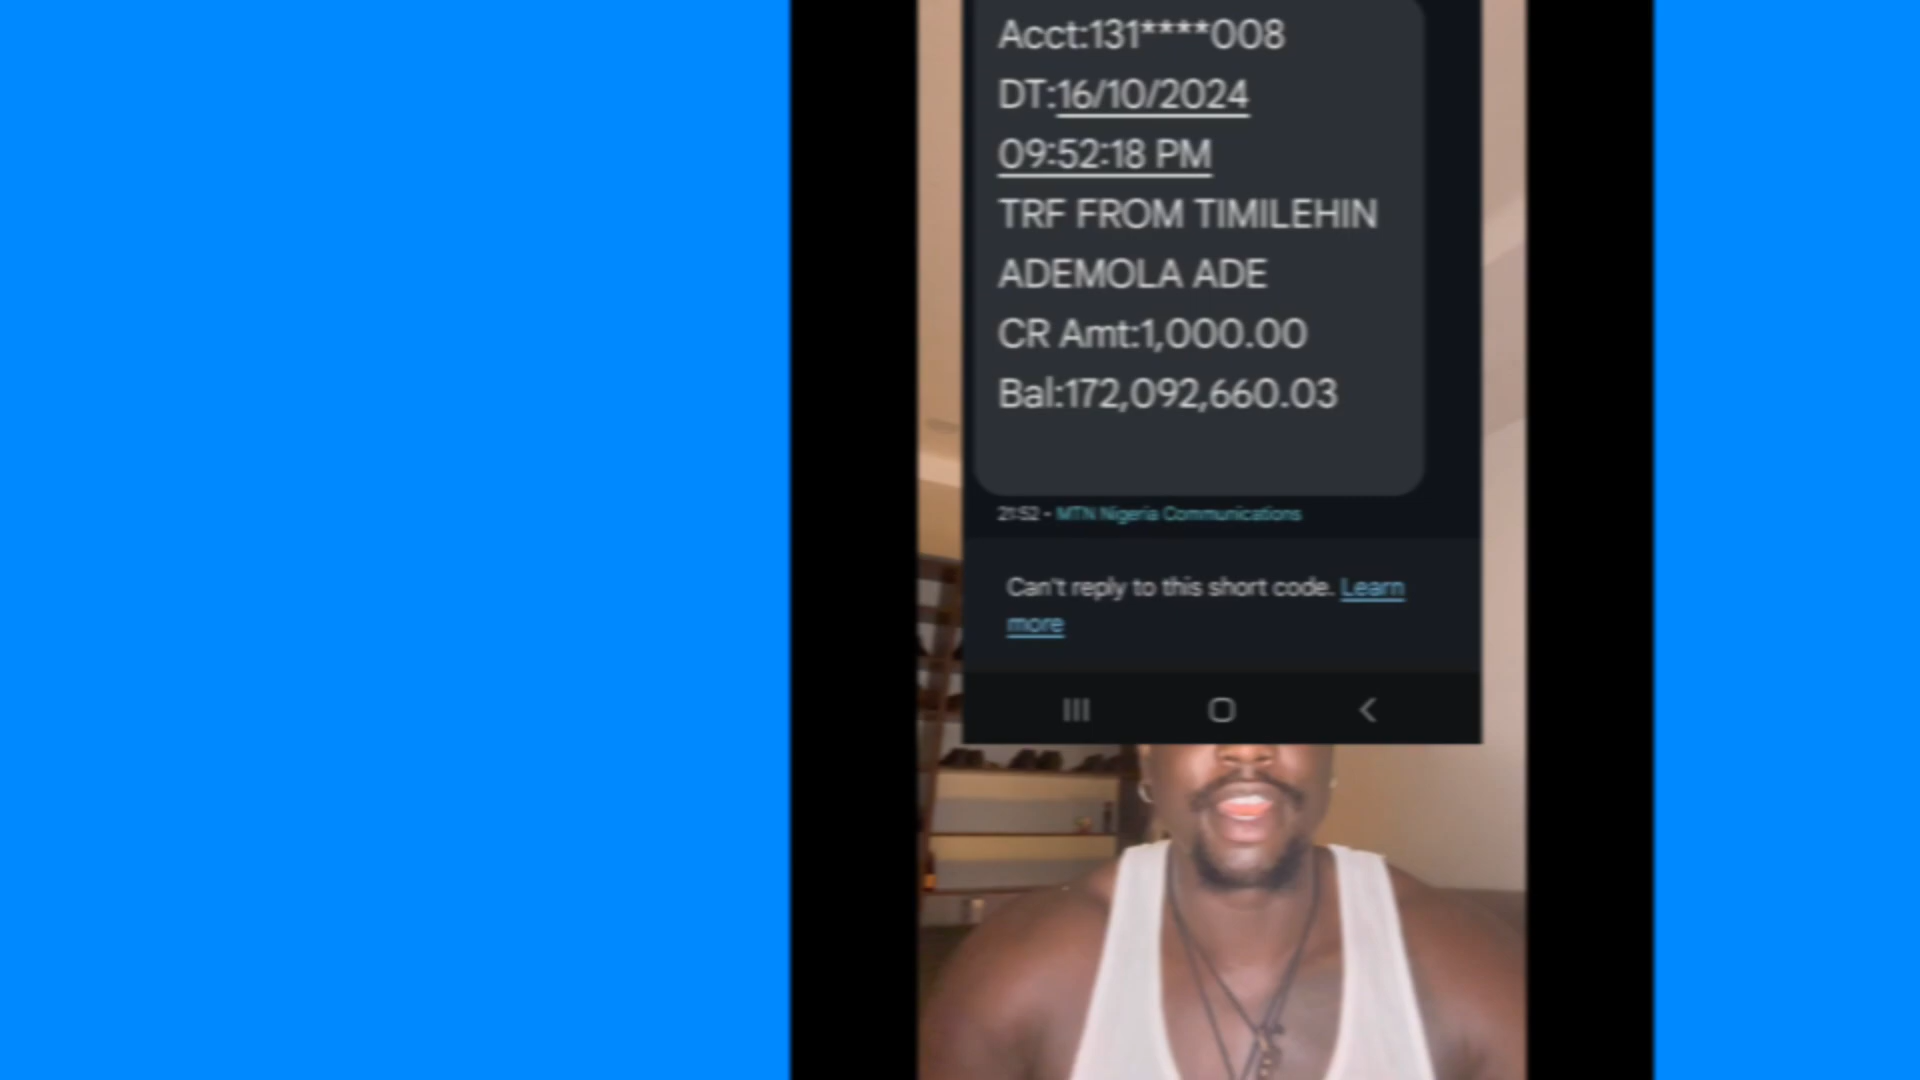 Acct:131****008
DT:16/10/2024
09:52:18 PM
TRF FROM TIMILEHIN
ADEMOLA ADE
CR Amt:1,000.00
Bal:172,092,660.03
21:52 - MTN Nigeria Communications
Can't reply to this short code. Learn
more